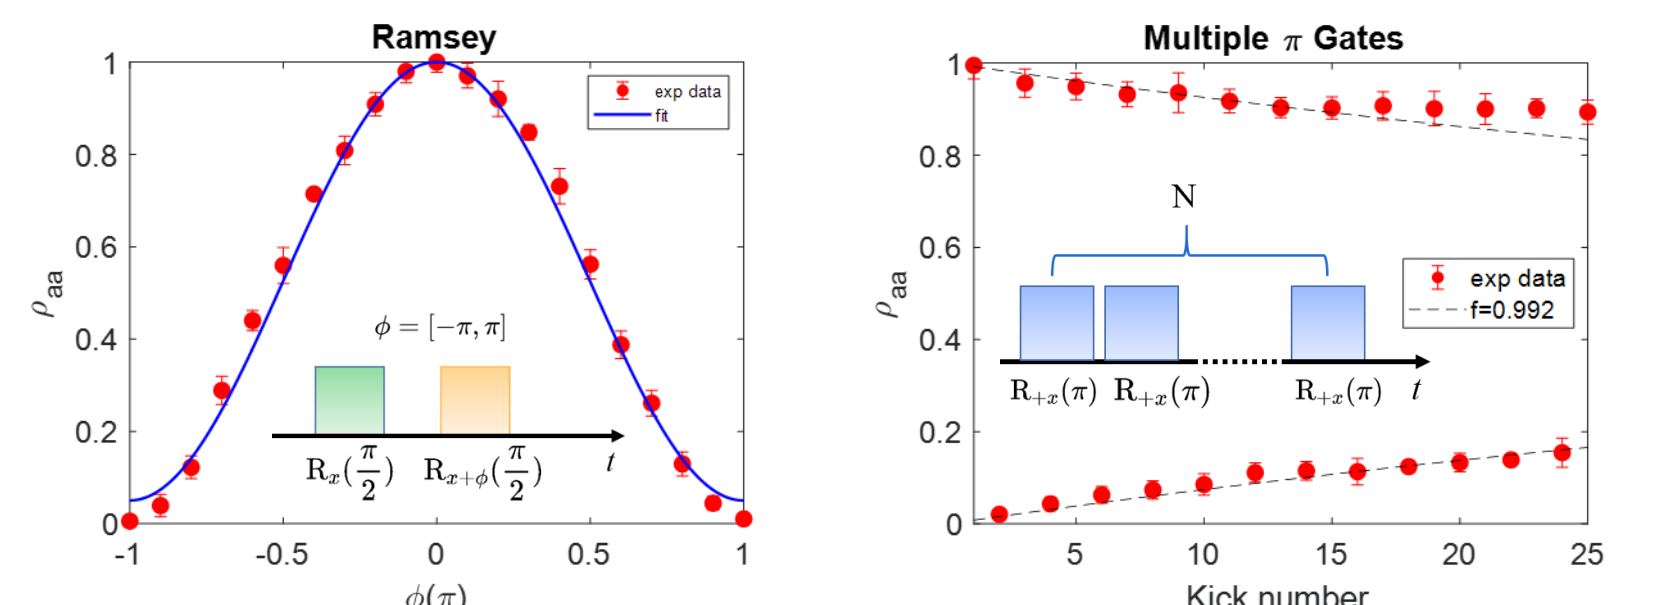 Ramsey
1
0.8
0.6
0.4
0.2
0
ρaa
exp data
fit
ϕ = [−π, π]
Rx(π/2)
Rx+ϕ(π/2)
t
-1
-0.5
0
0.5
1
ϕ(π)
Multiple π Gates
1
0.8
0.6
0.4
0.2
0
ρaa
N
exp data
f=0.992
R+x(π)
R+x(π)
R+x(π)
t
5
10
15
20
25
Kick number